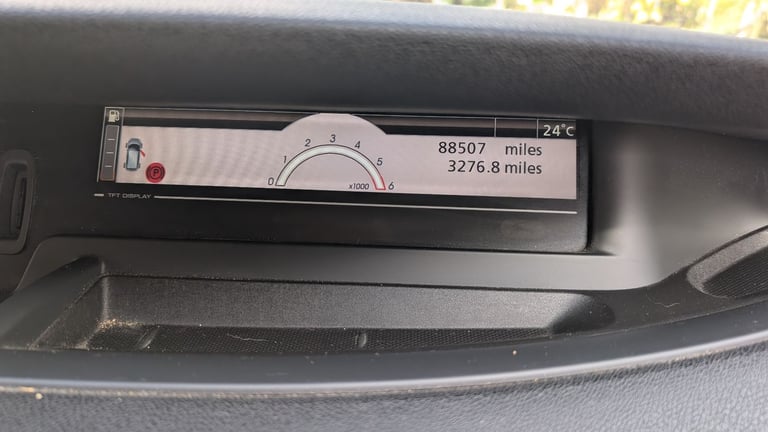 24°C
88507 miles
3276.8 miles
0 1 2 3 4 5 6
x1000
P
TFT DISPLAY